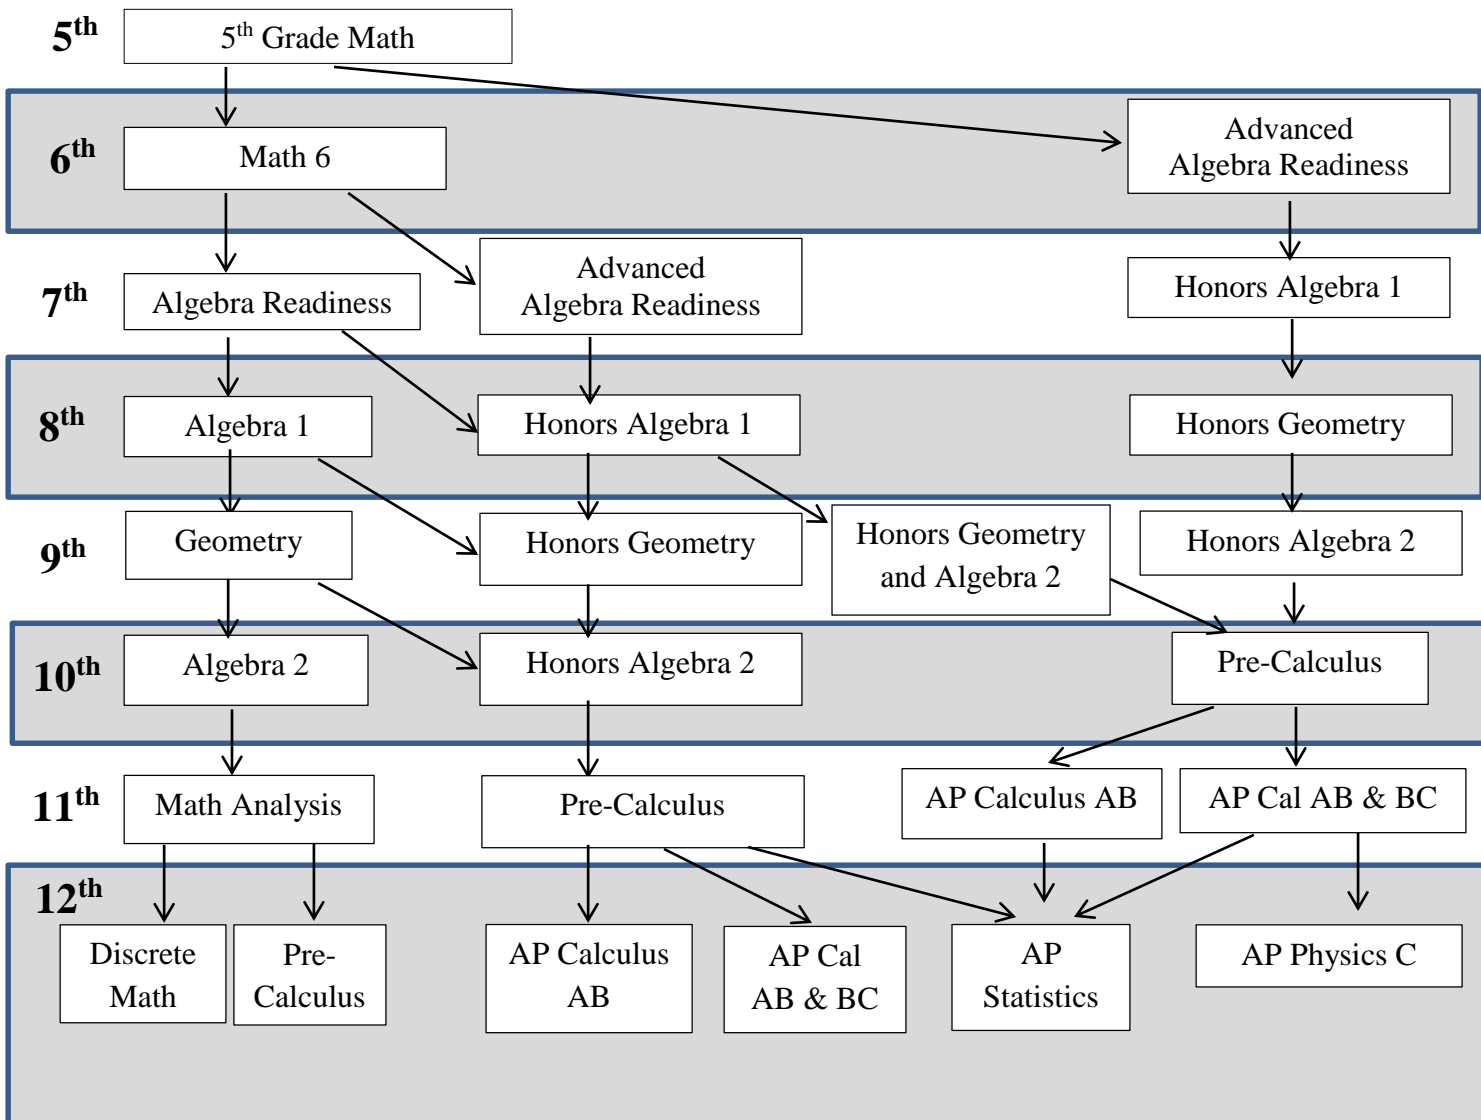 5th
5th Grade Math
6th
Math 6
Advanced
Algebra Readiness
7th
Algebra Readiness
Advanced
Algebra Readiness
Honors Algebra 1
8th
Algebra 1
Honors Algebra 1
Honors Geometry
9th
Geometry
Honors Geometry
Honors Geometry
and Algebra 2
Honors Algebra 2
10th
Algebra 2
Honors Algebra 2
Pre-Calculus
11th
Math Analysis
Pre-Calculus
AP Calculus AB
AP Cal AB & BC
12th
Discrete
Math
Pre-
Calculus
AP Calculus
AB
AP Cal
AB & BC
AP
Statistics
AP Physics C